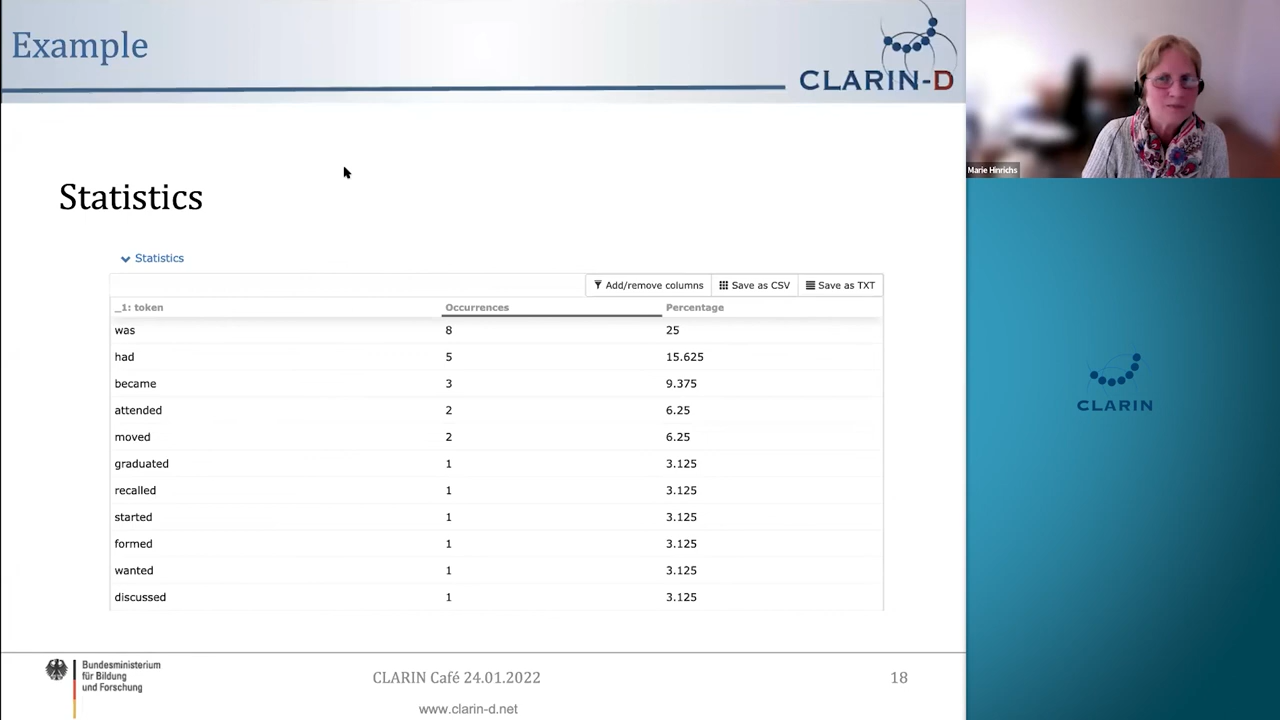 Example
CLARIN-D
Marie Hinrichs
Statistics
Statistics
Add/remove columns Save as CSV Save as TXT
_1: token Occurrences Percentage
was 8 25
had 5 15.625
became 3 9.375
attended 2 6.25
moved 2 6.25
graduated 1 3.125
recalled 1 3.125
started 1 3.125
formed 1 3.125
wanted 1 3.125
discussed 1 3.125
CLARIN
Bundesministerium
für Bildung
und Forschung
CLARIN Café 24.01.2022
18
www.clarin-d.net